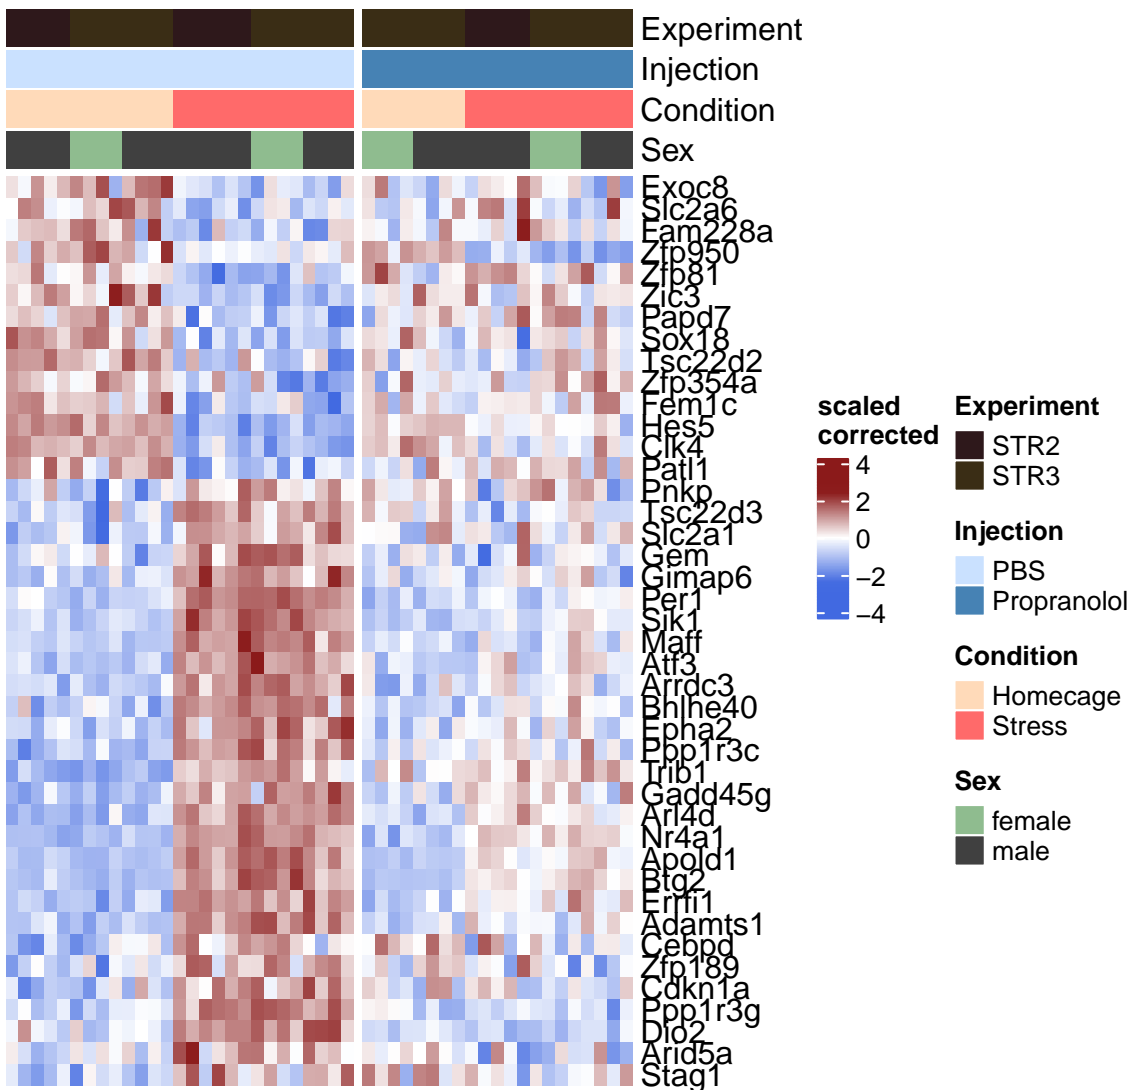 Experiment
Injection
Condition
Sex
Exoc8
Slc2a6
Fam228a
Zfp950
Zfp81
Zic3
Papd7
Sox18
Tsc22d2
Zfp354a
Fem1c
Hes5
Clk4
Patl1
Pnkp
Tsc22d3
Slc2a1
Gem
Gimap6
Per1
Sik1
Maff
Atf3
Arrdc3
Bhlhe40
Epha2
Ppp1r3c
Trib1
Gadd45g
Arl4d
Nr4a1
Apold1
Btg2
Errfi1
Adamts1
Cebpd
Zfp189
Cdkn1a
Ppp1r3g
Dio2
Arid5a
Stag1
scaled
corrected
4
2
0
−2
−4
Experiment
STR2
STR3
Injection
PBS
Propranolol
Condition
Homecage
Stress
Sex
female
male